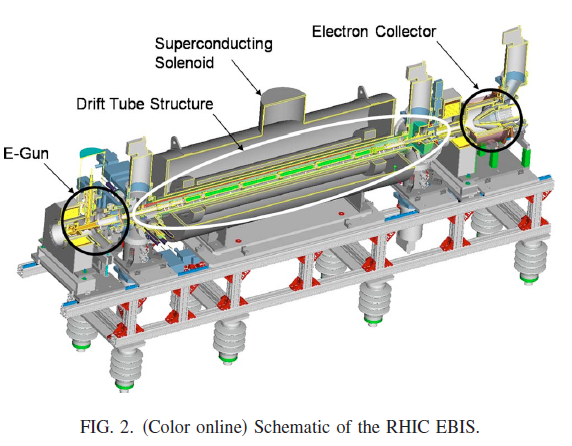 Superconducting
Solenoid
Electron Collector
Drift Tube Structure
E-Gun
FIG. 2. (Color online) Schematic of the RHIC EBIS.